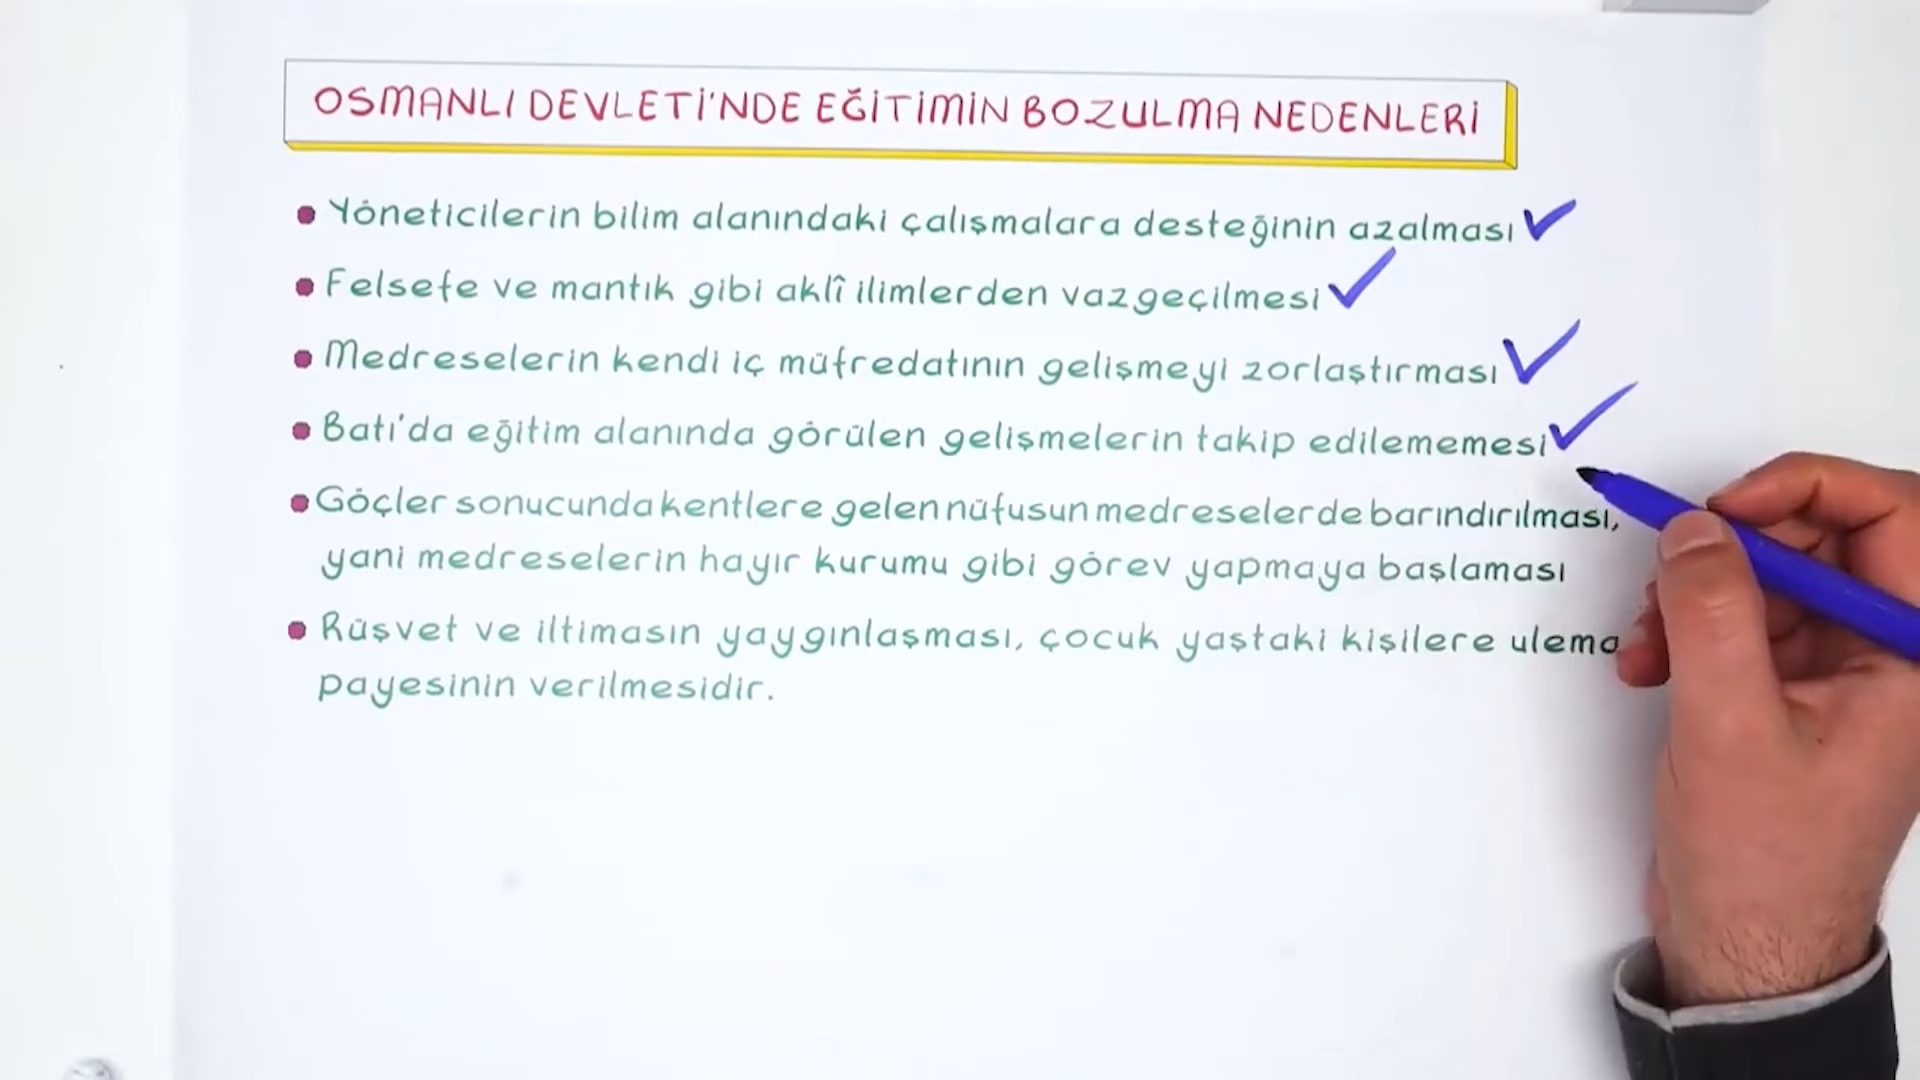 OSMANLI DEVLETİ'NDE EĞİTİMİN BOZULMA NEDENLERİ
• Yöneticilerin bilim alanındaki çalışmalara desteğinin azalması
• Felsefe ve mantık gibi aklî ilimlerden vazgeçilmesi
• Medreselerin kendi iç müfredatının gelişmeyi zorlaştırması
• Batı'da eğitim alanında görülen gelişmelerin takip edilememesi
• Göçler sonucunda kentlere gelen nüfusun medreselerde barındırılması,
yani medreselerin hayır kurumu gibi görev yapmaya başlaması
• Rüşvet ve iltimasın yaygınlaşması, çocuk yaştaki kişilere ulema
payesinin verilmesidir.